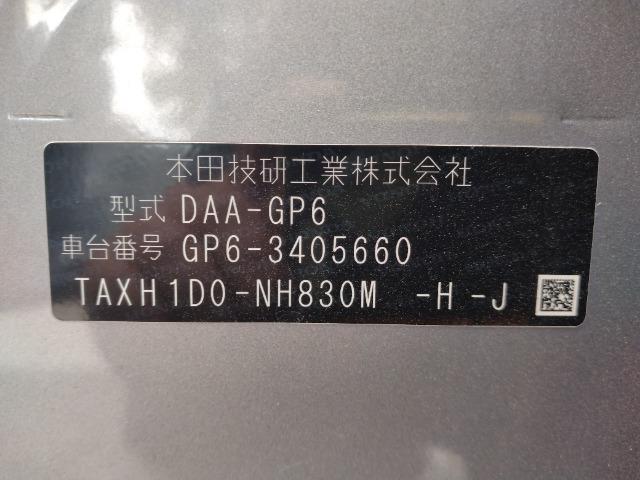 本田技研工業株式会社
型式 DAA-GP6
車台番号 GP6-3405660
TAXH1D0-NH830M -H -J